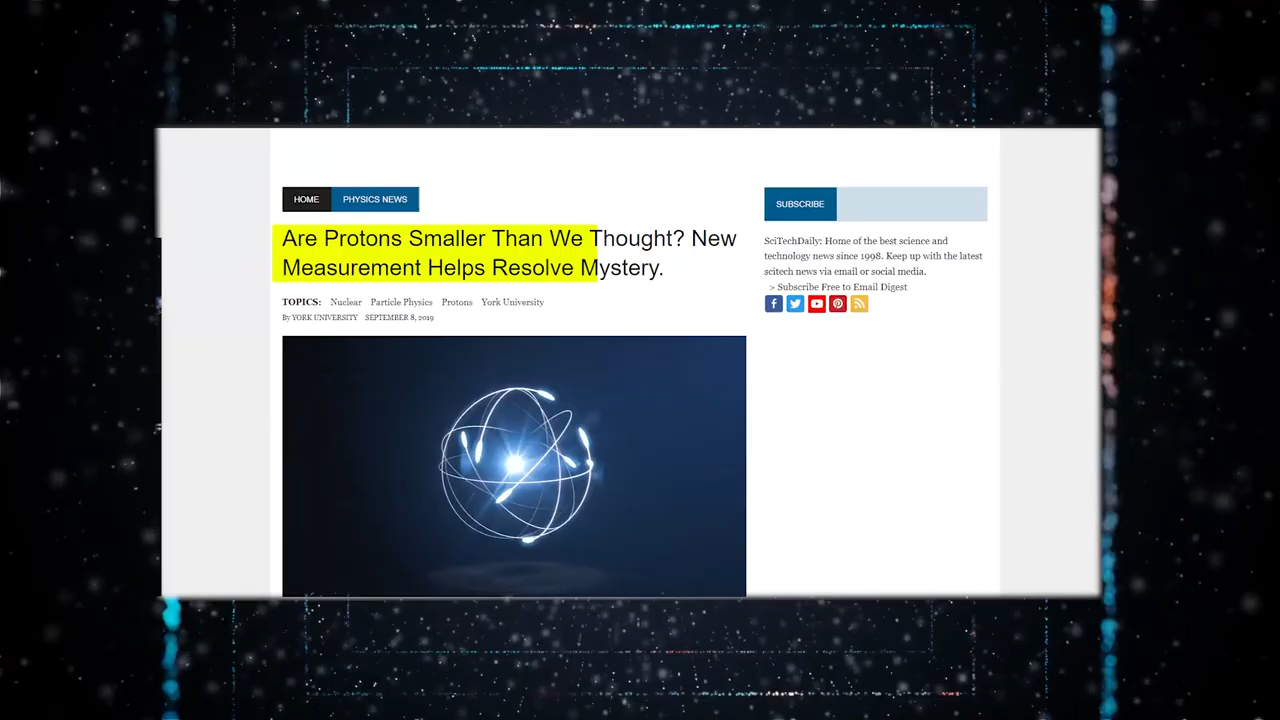 HOME PHYSICS NEWS
Are Protons Smaller Than We Thought? New
Measurement Helps Resolve Mystery.
TOPICS: Nuclear Particle Physics Protons York University
By YORK UNIVERSITY SEPTEMBER 8, 2019
SUBSCRIBE
SciTechDaily: Home of the best science and
technology news since 1998. Keep up with the latest
scitech news via email or social media.
> Subscribe Free to Email Digest